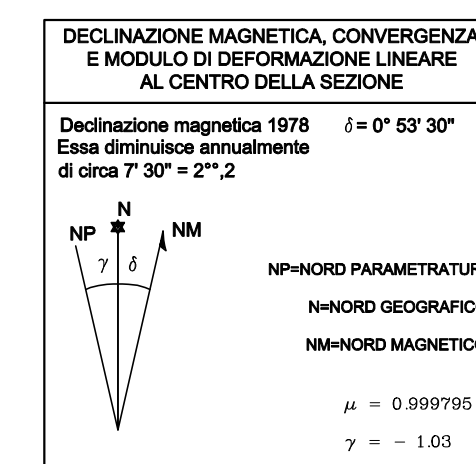 DECLINAZIONE MAGNETICA, CONVERGENZA
E MODULO DI DEFORMAZIONE LINEARE
AL CENTRO DELLA SEZIONE
Declinazione magnetica 1978 δ = 0° 53' 30"
Essa diminuisce annualmente
di circa 7' 30" = 2°°,2
N
NP NM
γ δ
NP=NORD PARAMETRATUR
N=NORD GEOGRAFIC
NM=NORD MAGNETIC
μ = 0.999795
γ = - 1.03